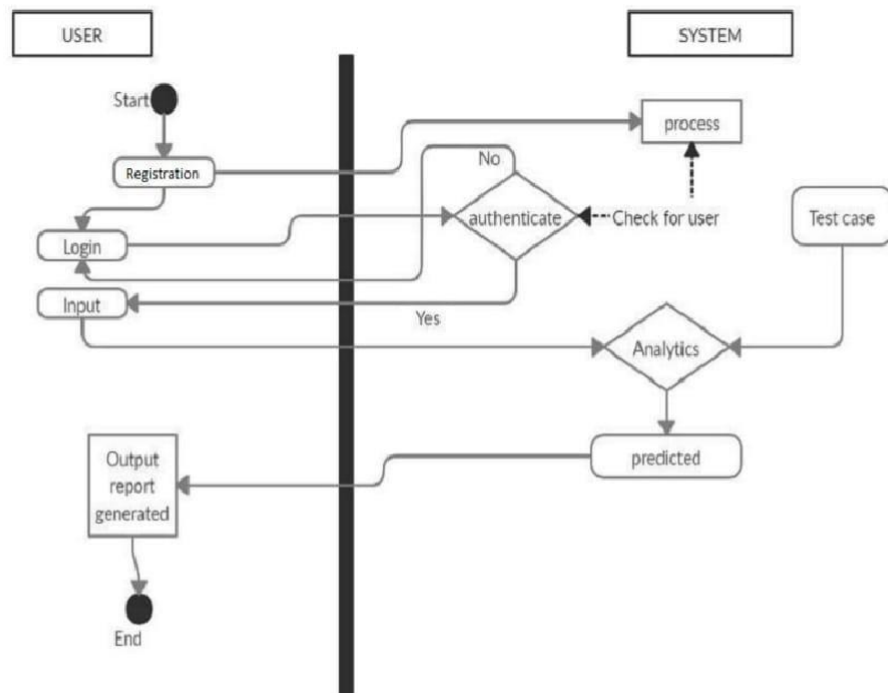 USER
SYSTEM
Start
process
No
Registration
authenticate
Check for user
Test case
Login
Input
Yes
Analytics
Output
report
generated
predicted
End